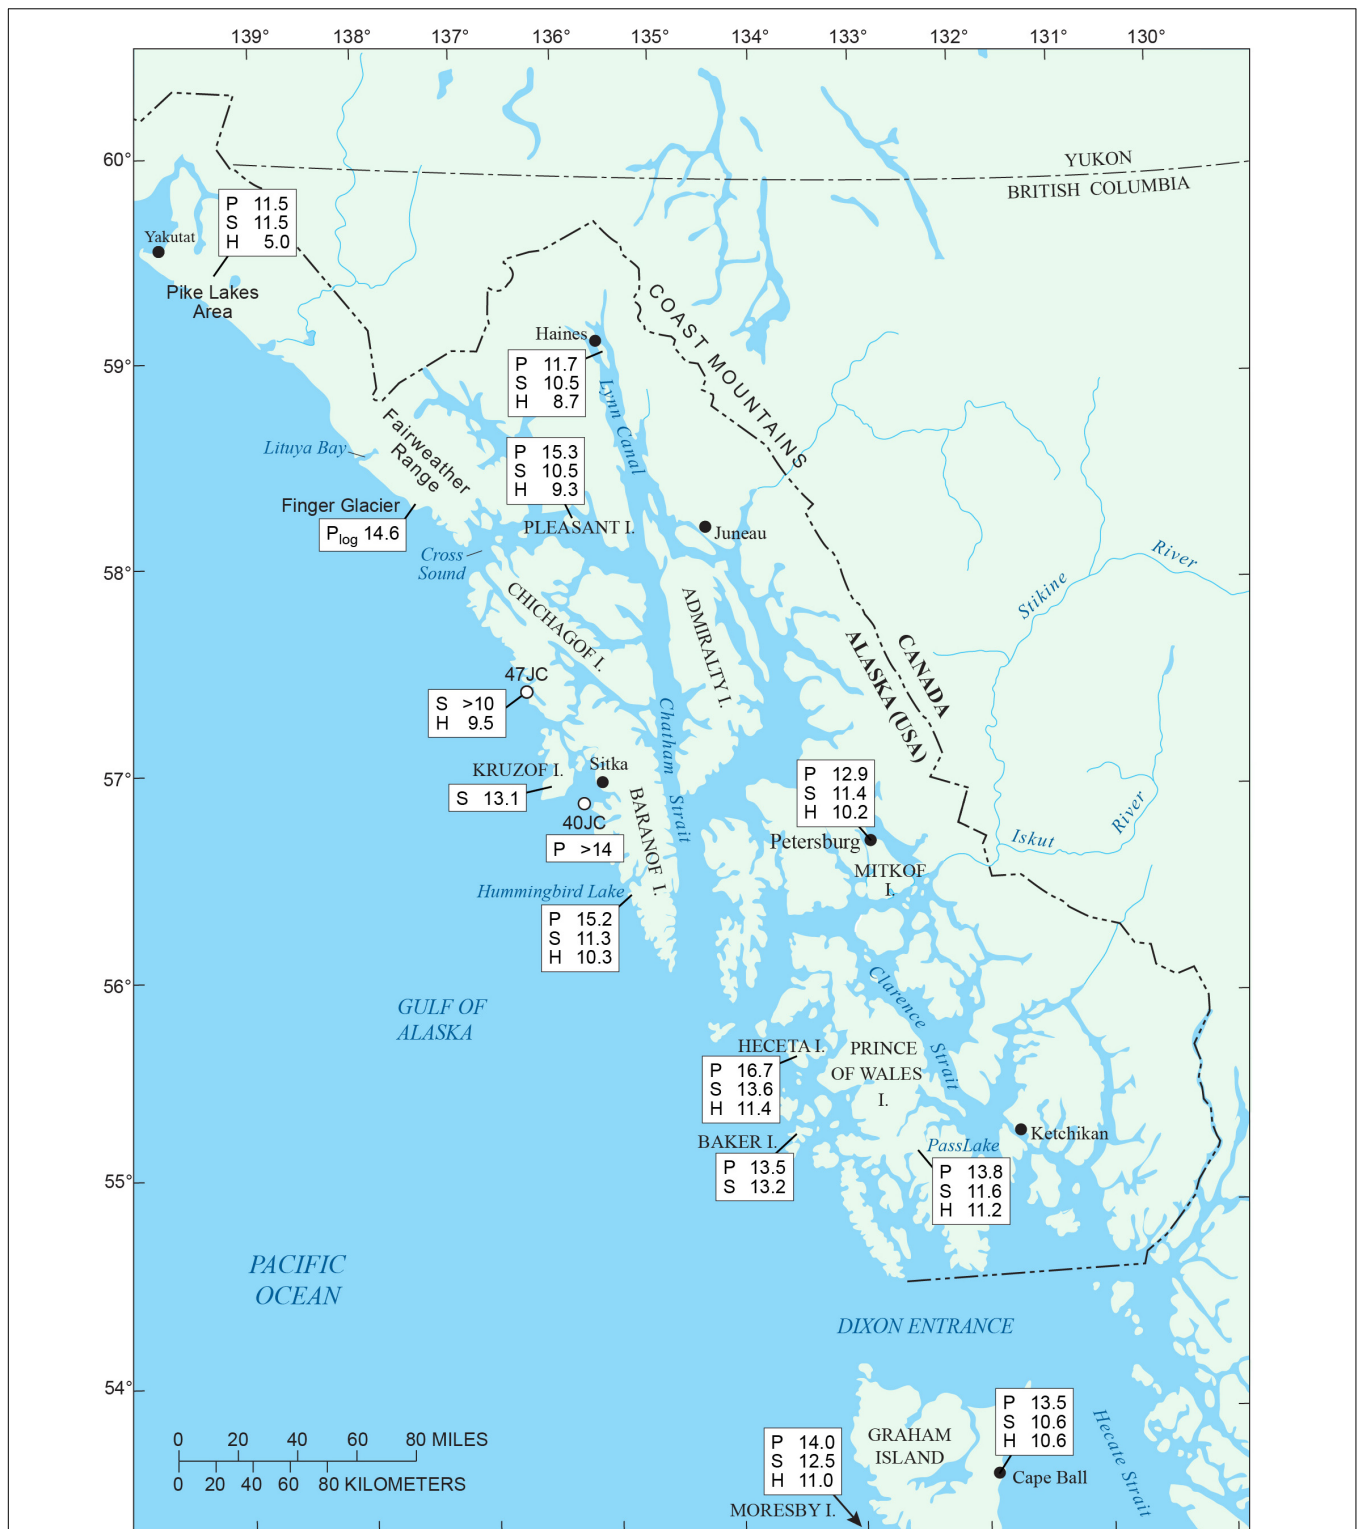 139° 138° 137° 136° 135° 134° 133° 132° 131° 130°
60°
YUKON
BRITISH COLUMBIA
P 11.5
S 11.5
H 5.0
Yakutat
Pike Lakes
Area
COAST MOUNTAINS
Haines
59°
P 11.7
S 10.5
H 8.7
Lynn Canal
Fairweather
Range
Lituya Bay
P 15.3
S 10.5
H 9.3
PLEASANT I.
Finger Glacier
Plog 14.6
Juneau
Cross
Sound
58°
River
Stikine
CHICHAGOF I.
ADMIRALTY I.
CANADA
ALASKA (USA)
47JC
S >10
H 9.5
Chatham Strait
57°
Sitka
KRUZOF I.
S 13.1
40JC
P >14
BARANOF I.
P 12.9
S 11.4
H 10.2
Petersburg
MITKOF
I.
Iskut River
Hummingbird Lake
P 15.2
S 11.3
H 10.3
56°
GULF OF
ALASKA
Clarence Strait
HECETA I.
P 16.7
S 13.6
H 11.4
PRINCE
OF WALES
I.
BAKER I.
P 13.5
S 13.2
Ketchikan
PassLake
P 13.8
S 11.6
H 11.2
55°
PACIFIC
OCEAN
DIXON ENTRANCE
54°
P 13.5
S 10.6
H 10.6
Cape Ball
Hecate Strait
GRAHAM
ISLAND
P 14.0
S 12.5
H 11.0
MORESBY I.
0 20 40 60 80 MILES
0 20 40 60 80 KILOMETERS